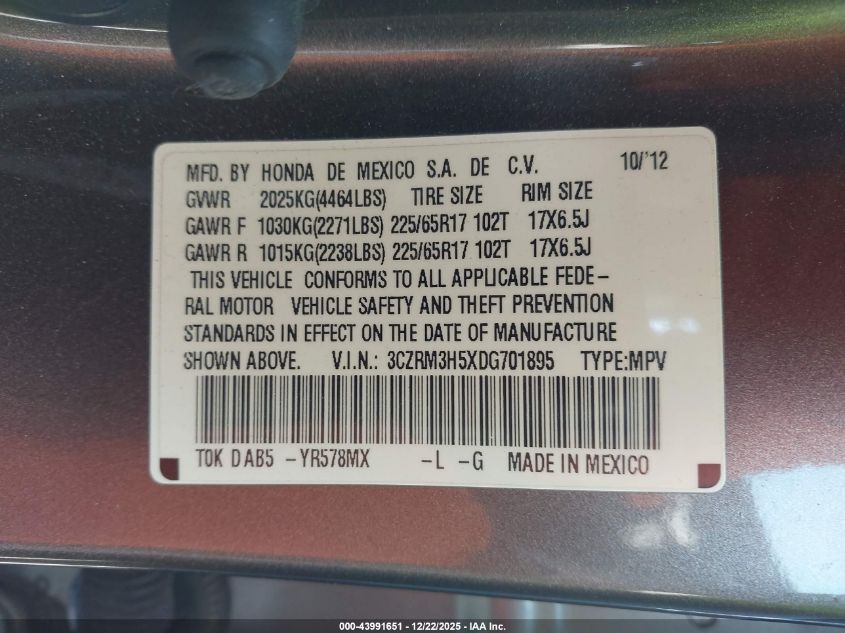 MFD. BY HONDA DE MEXICO S.A. DE C.V. 10/'12
GVWR 2025KG(4464LBS) TIRE SIZE RIM SIZE
GAWR F 1030KG(2271LBS) 225/65R17 102T 17X6.5J
GAWR R 1015KG(2238LBS) 225/65R17 102T 17X6.5J
THIS VEHICLE CONFORMS TO ALL APPLICABLE FEDE-
RAL MOTOR VEHICLE SAFETY AND THEFT PREVENTION
STANDARDS IN EFFECT ON THE DATE OF MANUFACTURE
SHOWN ABOVE. V.I.N.: 3CZRM3H5XDG701895 TYPE:MPV
T0K DAB5 -YR578MX -L -G MADE IN MEXICO
000-43991651 - 12/22/2025 - IAA Inc.